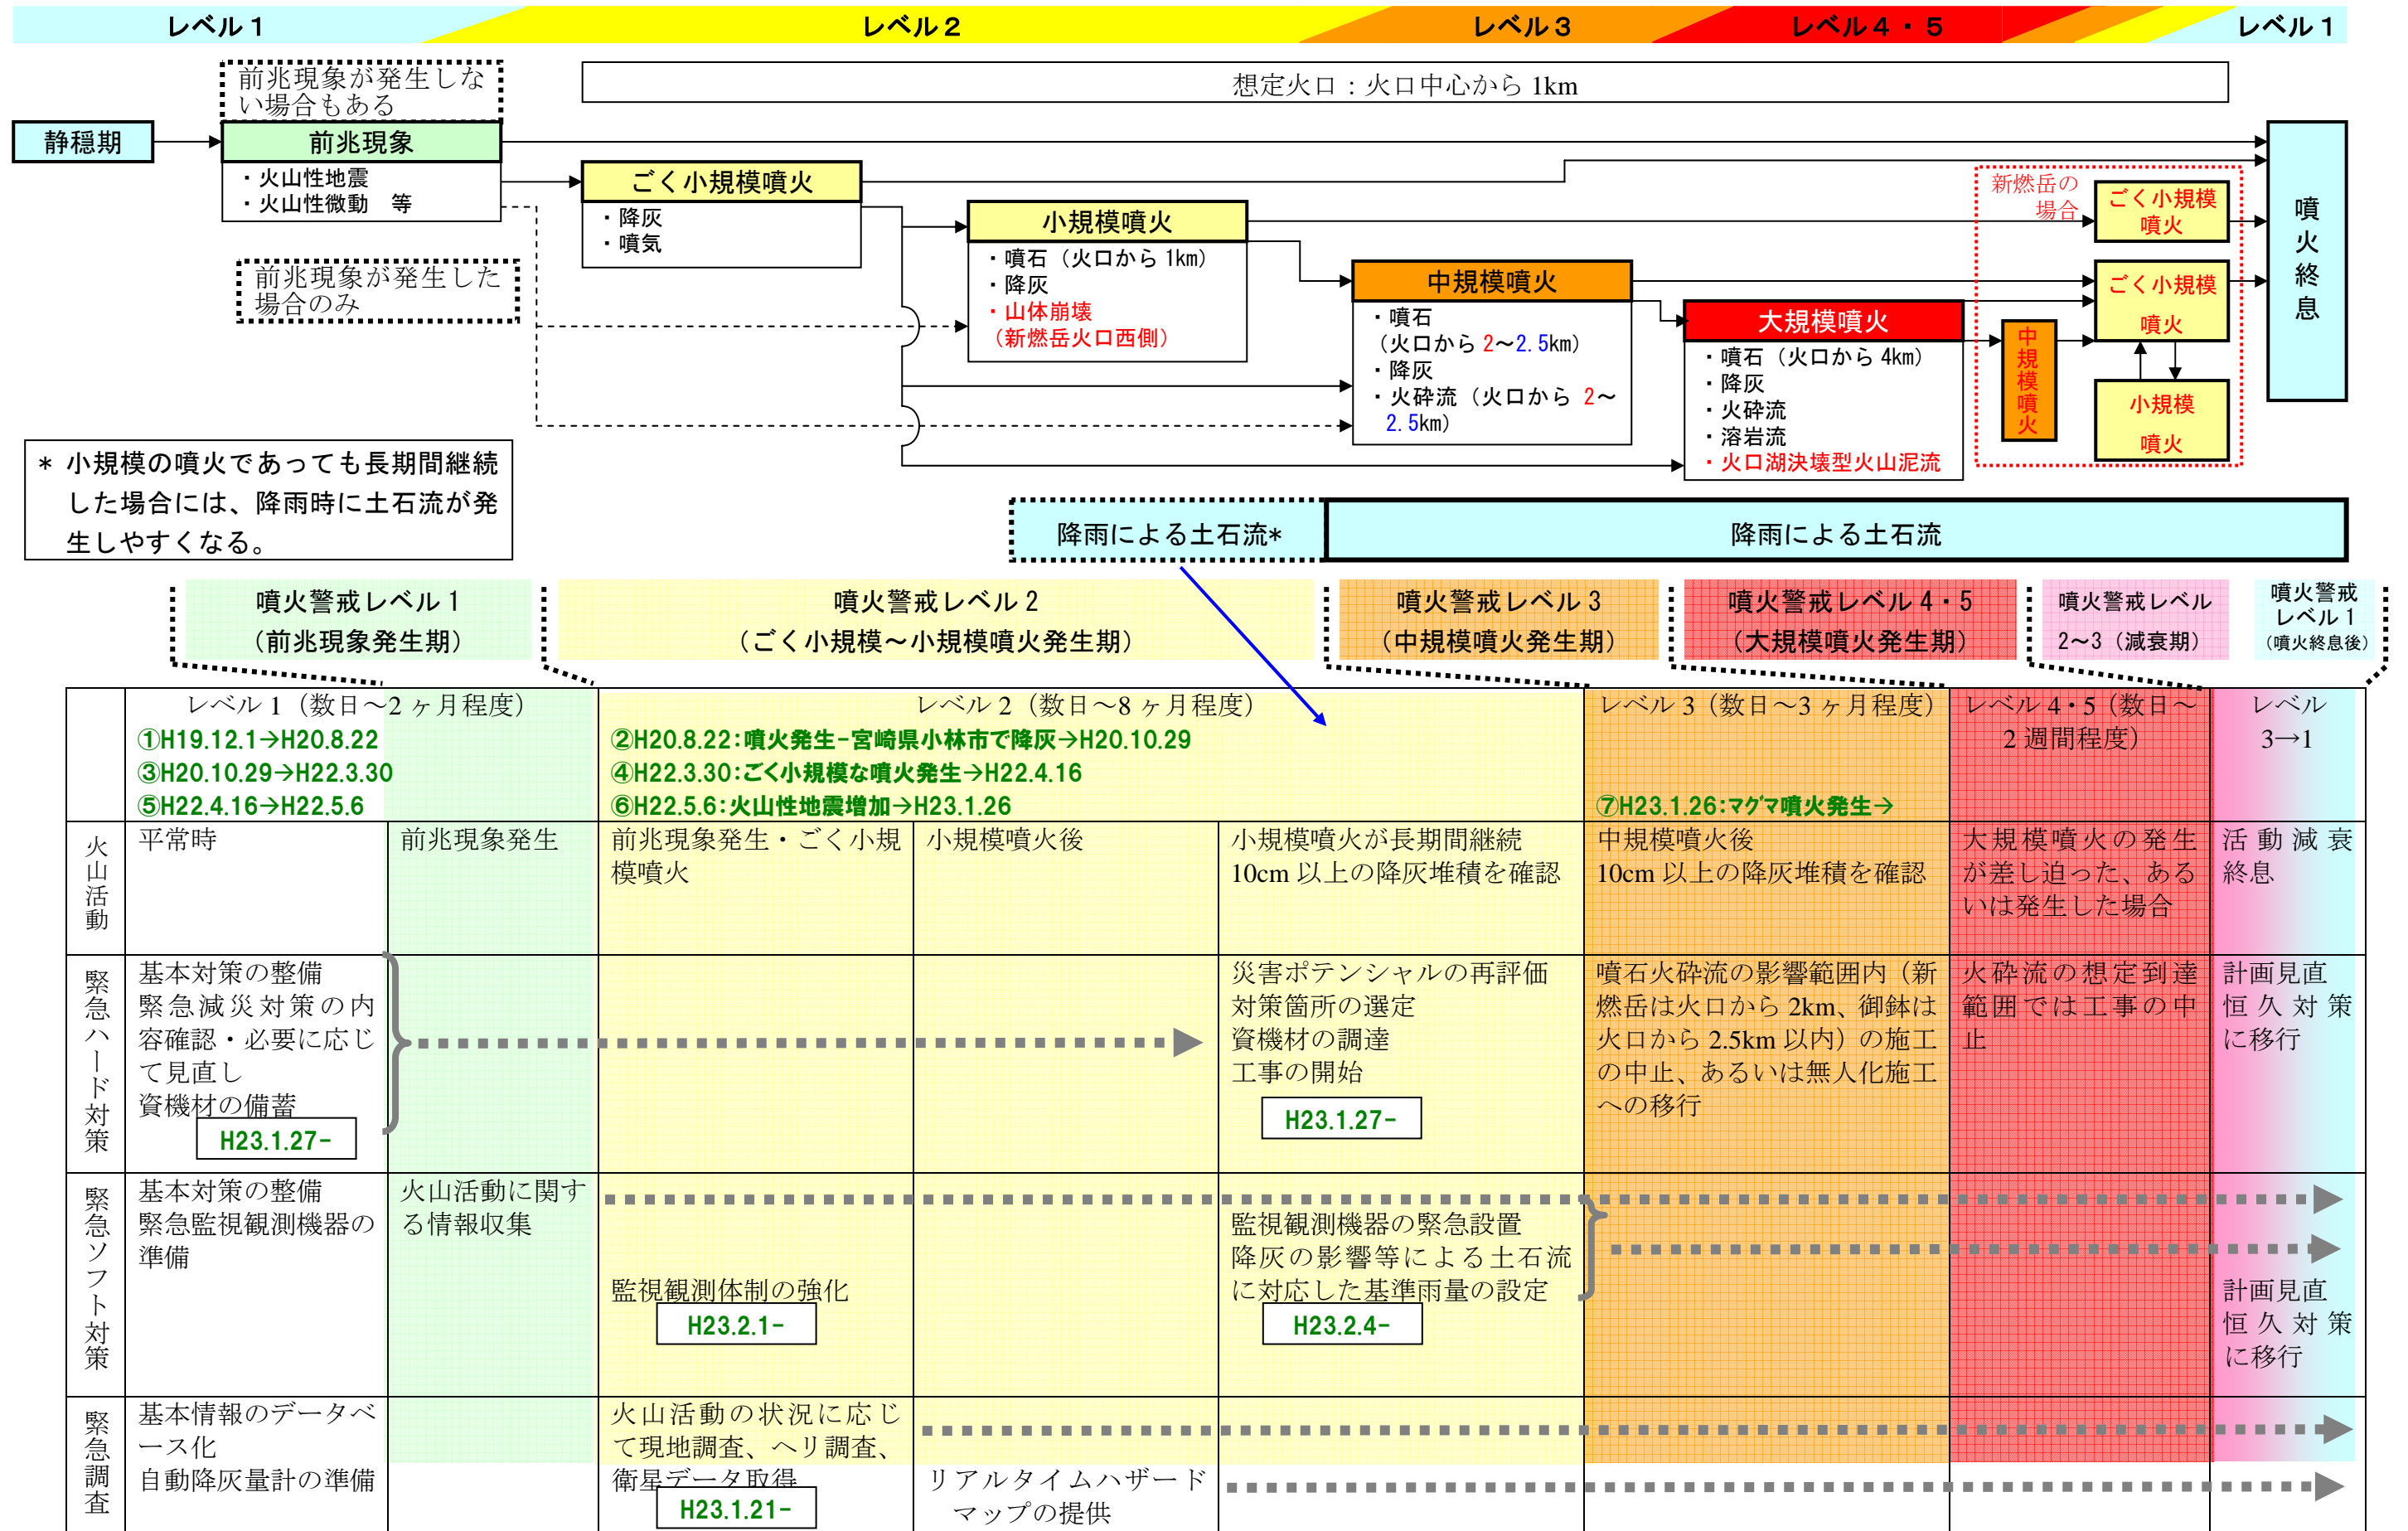 レベル1
レベル2
レベル3
レベル4・5
レベル1
前兆現象が発生しな
い場合もある
想定火口:火口中心から 1km
静穏期
前兆現象
・火山性地震
・火山性微動 等
ごく小規模噴火
・降灰
・噴気
前兆現象が発生した
場合のみ
小規模噴火
・噴石(火口から 1km)
・降灰
・山体崩壊
(新燃岳火口西側)
中規模噴火
・噴石
(火口から 2~2.5km)
・降灰
・火砕流(火口から 2~
2.5km)
大規模噴火
・噴石(火口から 4km)
・降灰
・火砕流
・溶岩流
・火口湖決壊型火山泥流
新燃岳の
場合
ごく小規模
噴火
ごく小規模
噴火
中規模噴火
小規模
噴火
噴火終息
* 小規模の噴火であっても長期間継続
した場合には、降雨時に土石流が発
生しやすくなる。
降雨による土石流*
降雨による土石流
噴火警戒レベル 1
(前兆現象発生期)
噴火警戒レベル 2
(ごく小規模~小規模噴火発生期)
噴火警戒レベル 3
(中規模噴火発生期)
噴火警戒レベル 4・5
(大規模噴火発生期)
噴火警戒レベル
2~3(減衰期)
噴火警戒
レベル 1
(噴火終息後)
レベル 1(数日~2 ヶ月程度)
①H19.12.1→H20.8.22
③H20.10.29→H22.3.30
⑤H22.4.16→H22.5.6
レベル 2(数日~8 ヶ月程度)
②H20.8.22:噴火発生-宮崎県小林市で降灰→H20.10.29
④H22.3.30:ごく小規模な噴火発生→H22.4.16
⑥H22.5.6:火山性地震増加→H23.1.26
レベル 3(数日~3 ヶ月程度)
⑦H23.1.26:マグマ噴火発生→
レベル 4・5(数日~
2 週間程度)
レベル
3→1
火山活動
平常時
前兆現象発生
前兆現象発生・ごく小規
模噴火
小規模噴火後
小規模噴火が長期間継続
10cm 以上の降灰堆積を確認
中規模噴火後
10cm 以上の降灰堆積を確認
大規模噴火の発生
が差し迫った、ある
いは発生した場合
活動減衰
終息
緊急ハード対策
基本対策の整備
緊急減災対策の内
容確認・必要に応じ
て見直し
資機材の備蓄
H23.1.27-
災害ポテンシャルの再評価
対策箇所の選定
資機材の調達
工事の開始
H23.1.27-
噴石火砕流の影響範囲内(新
燃岳は火口から 2km、御鉢は
火口から 2.5km 以内)の施工
の中止、あるいは無人化施工
への移行
火砕流の想定到達
範囲では工事の中
止
計画見直
恒久対策
に移行
緊急ソフト対策
基本対策の整備
緊急監視観測機器の
準備
火山活動に関す
る情報収集
監視観測体制の強化
H23.2.1-
監視観測機器の緊急設置
降灰の影響等による土石流
に対応した基準雨量の設定
H23.2.4-
計画見直
恒久対策
に移行
緊急調査
基本情報のデータベ
ース化
自動降灰量計の準備
火山活動の状況に応じ
て現地調査、ヘリ調査、
衛星データ取得
H23.1.21-
リアルタイムハザード
マップの提供